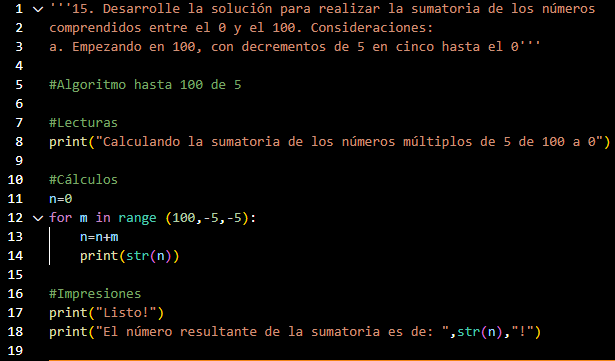 1 '''15. Desarrolle la solución para realizar la sumatoria de los números
2 comprendidos entre el 0 y el 100. Consideraciones:
3 a. Empezando en 100, con decrementos de 5 en cinco hasta el 0'''
4
5 #Algoritmo hasta 100 de 5
6
7 #Lecturas
8 print("Calculando la sumatoria de los números múltiplos de 5 de 100 a 0")
9
10 #Cálculos
11 n=0
12 for m in range (100,-5,-5):
13     n=n+m
14     print(str(n))
15
16 #Impresiones
17 print("Listo!")
18 print("El número resultante de la sumatoria es de: ",str(n),"!")
19